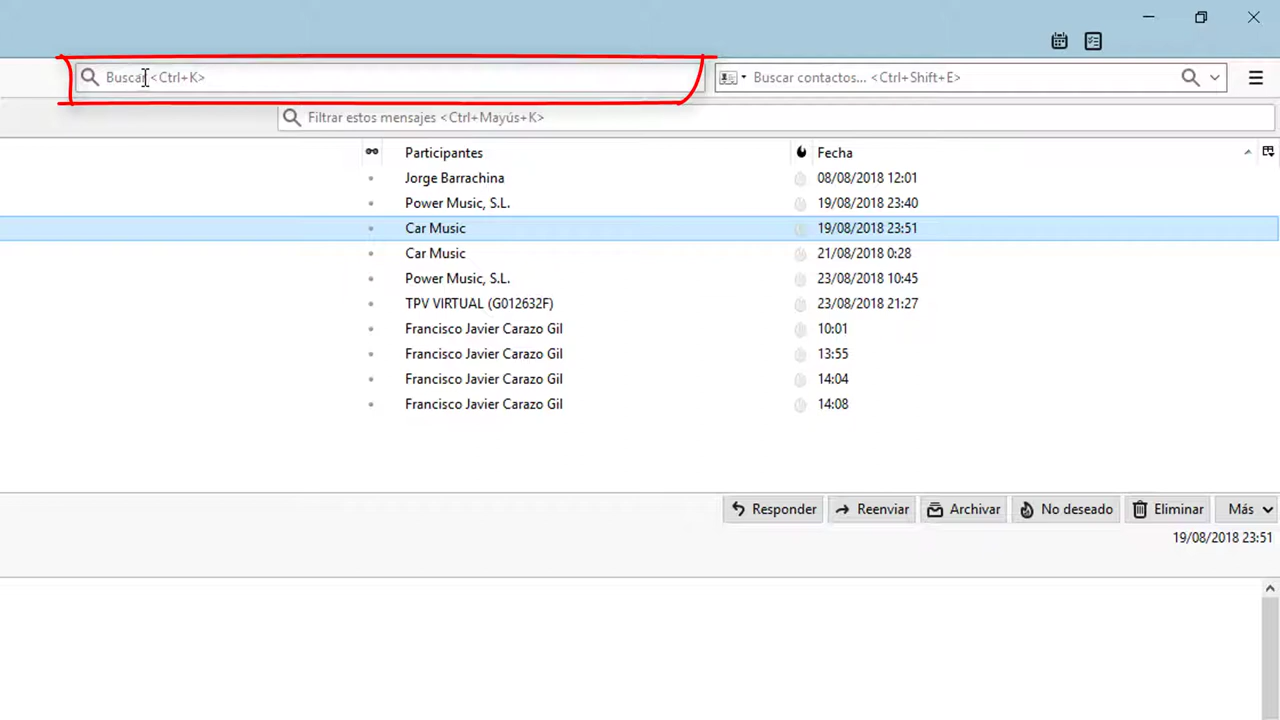 Buscar <Ctrl+K>
Buscar contactos... <Ctrl+Shift+E>
Filtrar estos mensajes <Ctrl+Mayús+K>
Participantes Fecha
Jorge Barrachina 08/08/2018 12:01
Power Music, S.L. 19/08/2018 23:40
Car Music 19/08/2018 23:51
Car Music 21/08/2018 0:28
Power Music, S.L. 23/08/2018 10:45
TPV VIRTUAL (G012632F) 23/08/2018 21:27
Francisco Javier Carazo Gil 10:01
Francisco Javier Carazo Gil 13:55
Francisco Javier Carazo Gil 14:04
Francisco Javier Carazo Gil 14:08
Responder Reenviar Archivar No deseado Eliminar Más
19/08/2018 23:51